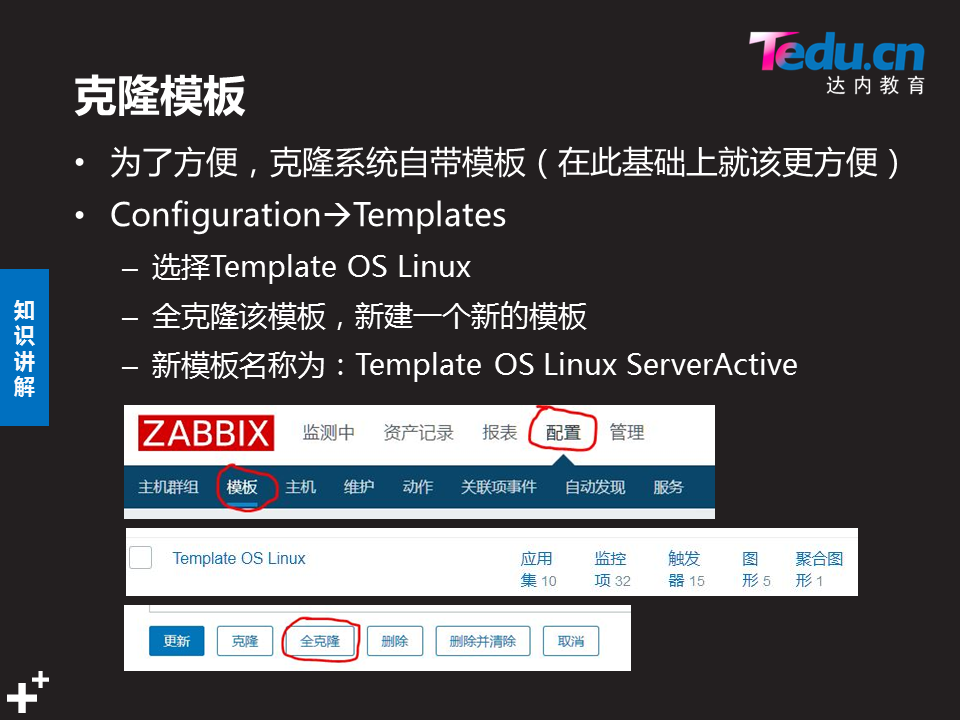 Tedu.cn
达内教育
克隆模板
• 为了方便，克隆系统自带模板（在此基础上就该更方便）
• Configuration→Templates
– 选择Template OS Linux
– 全克隆该模板，新建一个新的模板
– 新模板名称为：Template OS Linux ServerActive
知识讲解
ZABBIX 监测中 资产记录 报表 配置 管理
主机群组 模板 主机 维护 动作 关联项事件 自动发现 服务
Template OS Linux 应用 监控 触发 图 聚合图
集 10 项 32 器 15 形 5 形 1
更新 克隆 全克隆 删除 删除并清除 取消